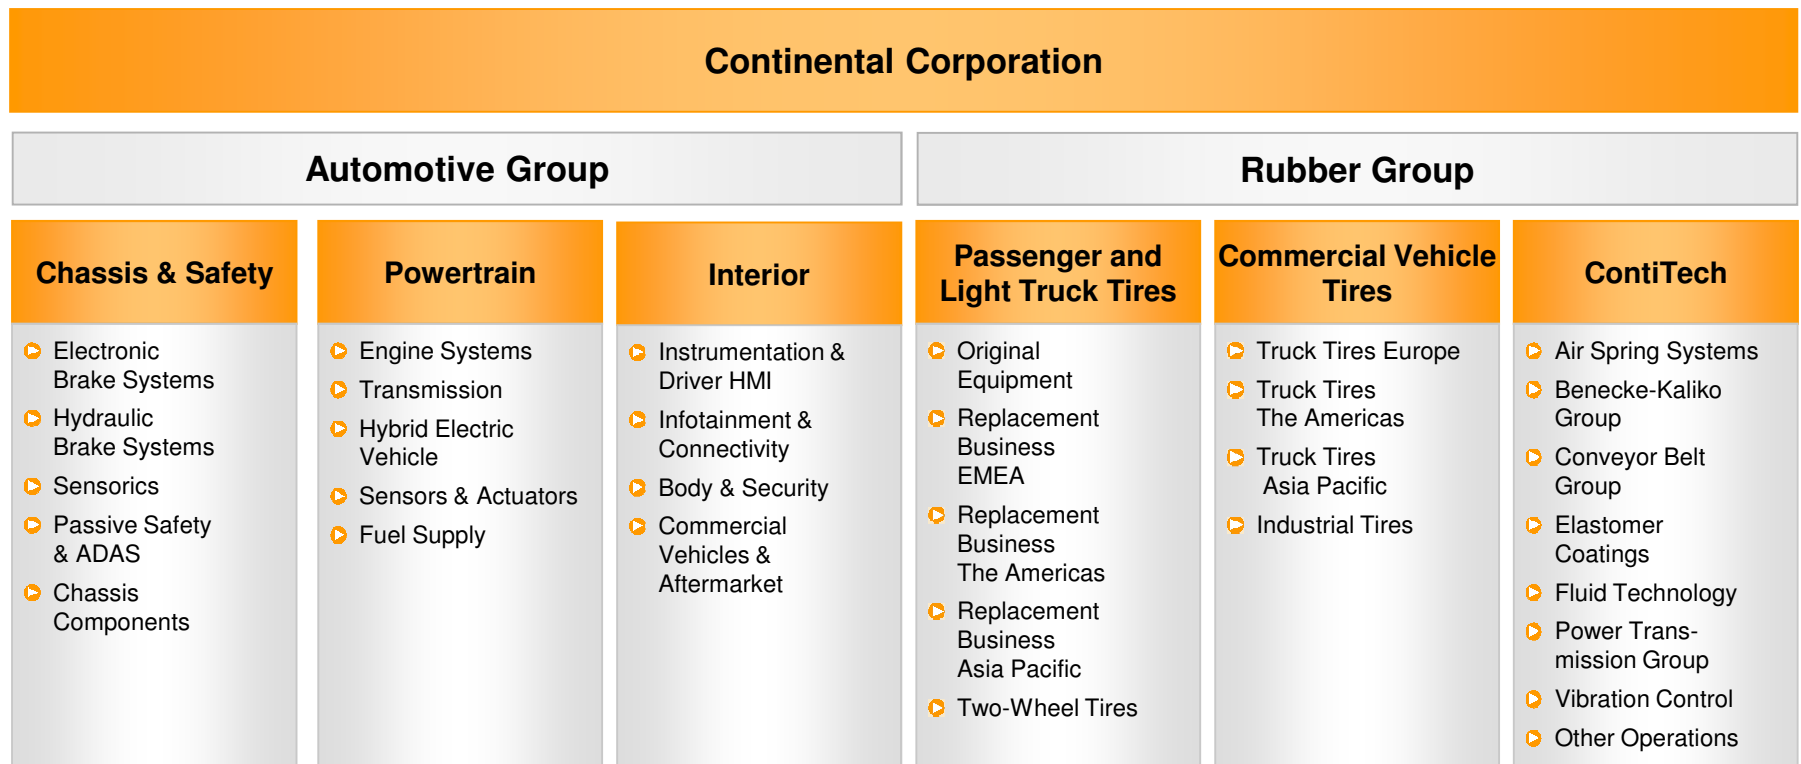 Continental Corporation
Automotive Group
Rubber Group
Chassis & Safety
Electronic
Brake Systems
Hydraulic
Brake Systems
Sensorics
Passive Safety
& ADAS
Chassis
Components
Powertrain
Engine Systems
Transmission
Hybrid Electric
Vehicle
Sensors & Actuators
Fuel Supply
Interior
Instrumentation &
Driver HMI
Infotainment &
Connectivity
Body & Security
Commercial
Vehicles &
Aftermarket
Passenger and
Light Truck Tires
Original
Equipment
Replacement
Business
EMEA
Replacement
Business
The Americas
Replacement
Business
Asia Pacific
Two-Wheel Tires
Commercial Vehicle
Tires
Truck Tires Europe
Truck Tires
The Americas
Truck Tires
Asia Pacific
Industrial Tires
ContiTech
Air Spring Systems
Benecke-Kaliko
Group
Conveyor Belt
Group
Elastomer
Coatings
Fluid Technology
Power Trans-
mission Group
Vibration Control
Other Operations